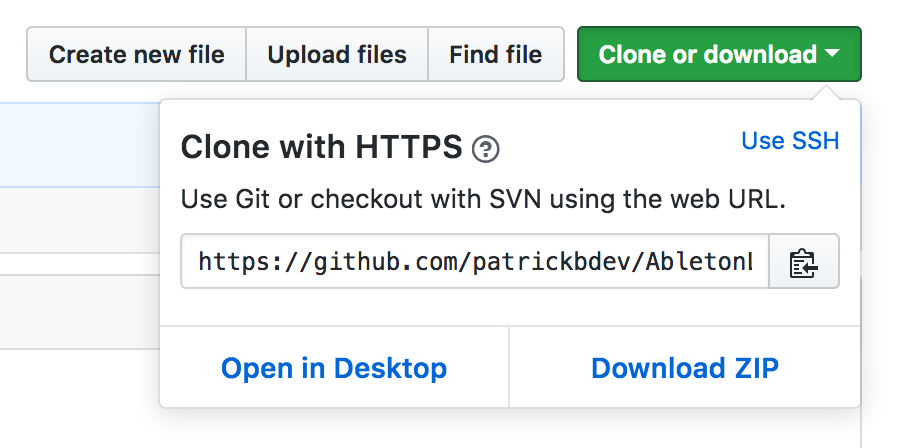 Create new file Upload files Find file Clone or download
Clone with HTTPS ?
Use SSH
Use Git or checkout with SVN using the web URL.
https://github.com/patrickbdev/Ableton
Open in Desktop Download ZIP